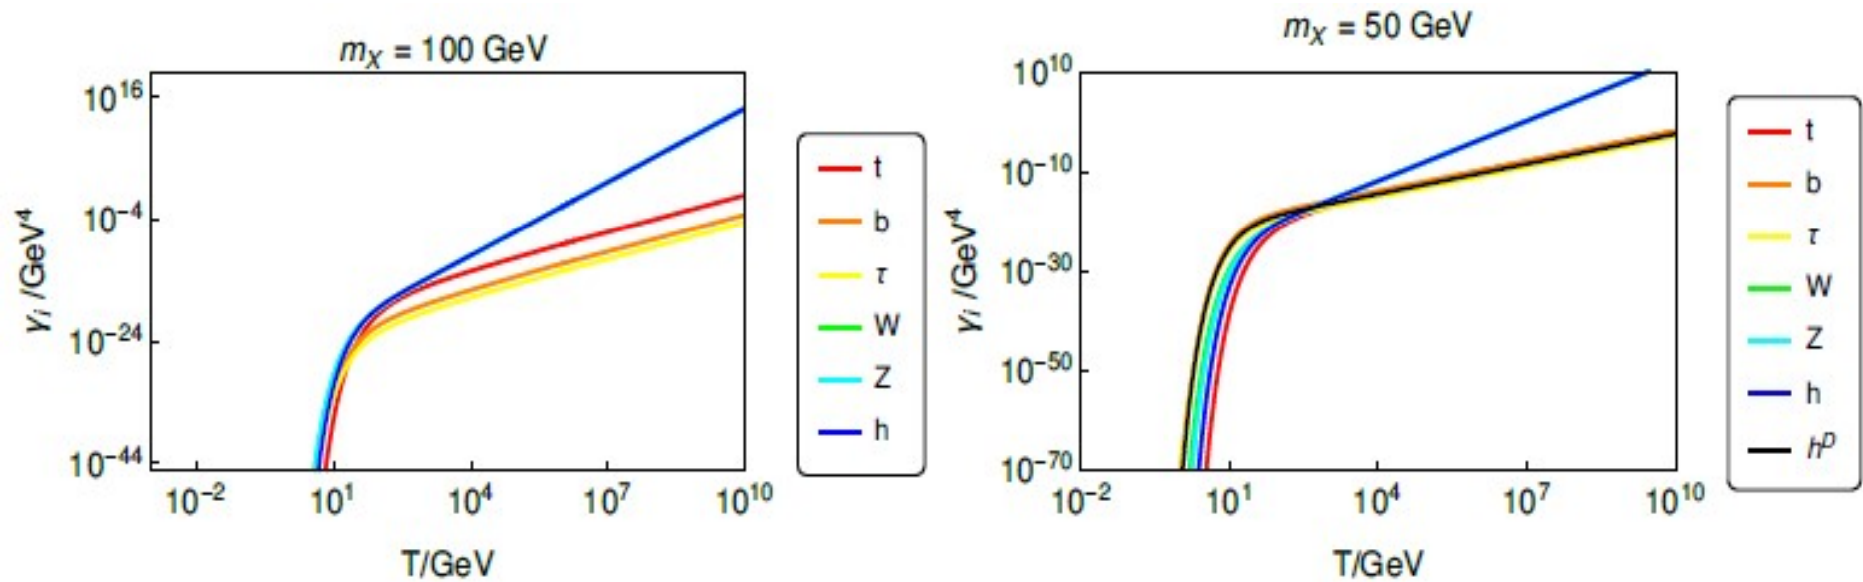 m_X = 100 GeV
γ_i /GeV^4
10^16
10^-4
10^-24
10^-44
10^-2
10^1
10^4
10^7
10^10
T/GeV
t
b
τ
W
Z
h
m_X = 50 GeV
γ_i /GeV^4
10^10
10^-10
10^-30
10^-50
10^-70
10^-2
10^1
10^4
10^7
10^10
T/GeV
t
b
τ
W
Z
h
h^p